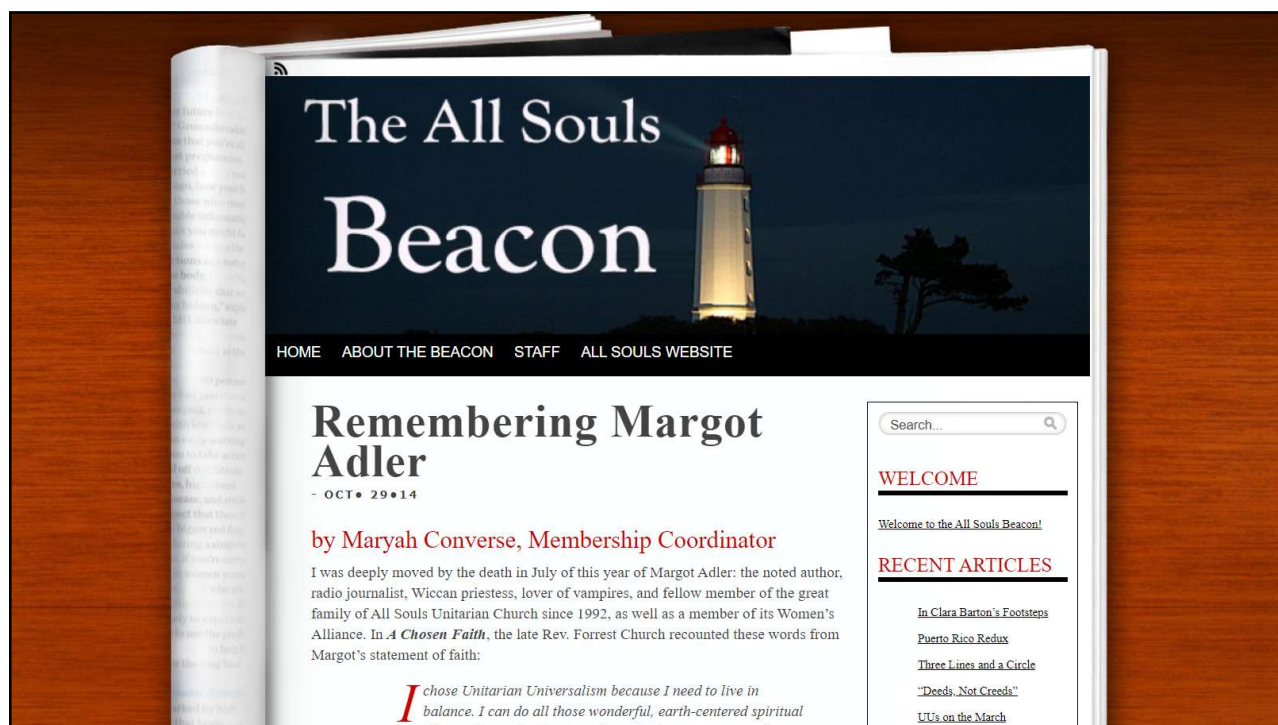 The All Souls
Beacon
HOME ABOUT THE BEACON STAFF ALL SOULS WEBSITE
Remembering Margot
Adler
- OCT● 29●14
by Maryah Converse, Membership Coordinator
I was deeply moved by the death in July of this year of Margot Adler: the noted author,
radio journalist, Wiccan priestess, lover of vampires, and fellow member of the great
family of All Souls Unitarian Church since 1992, as well as a member of its Women’s
Alliance. In A Chosen Faith, the late Rev. Forrest Church recounted these words from
Margot’s statement of faith:
I chose Unitarian Universalism because I need to live in
balance. I can do all those wonderful, earth-centered spiritual
Search...
WELCOME
Welcome to the All Souls Beacon!
RECENT ARTICLES
In Clara Barton’s Footsteps
Puerto Rico Redux
Three Lines and a Circle
“Deeds, Not Creeds”
UUs on the March